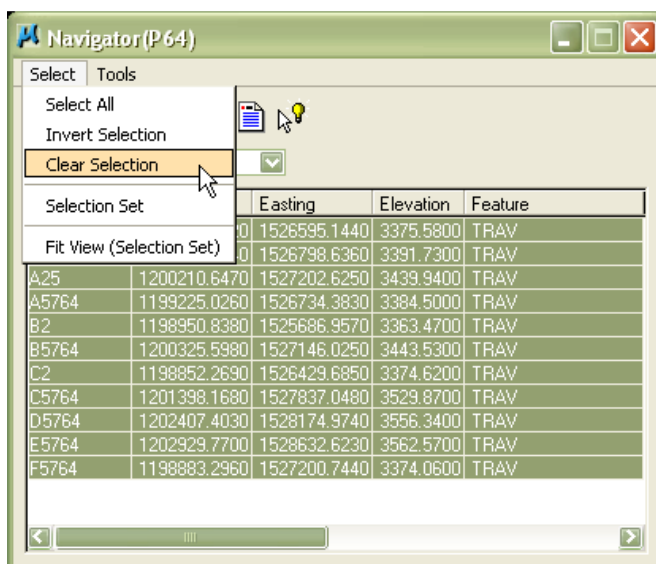 Navigator(P64)
Select Tools
Select All
Invert Selection
Clear Selection
Selection Set
Fit View (Selection Set)
Easting Elevation Feature
0 1526595.1440 3375.5800 TRAV
0 1526798.6360 3391.7300 TRAV
A25 1200210.6470 1527202.6250 3439.9400 TRAV
A5764 1199225.0260 1526734.3830 3384.5000 TRAV
B2 1198950.8380 1525686.9570 3363.4700 TRAV
B5764 1200325.5980 1527146.0250 3443.5300 TRAV
C2 1198852.2690 1526429.6850 3374.6200 TRAV
C5764 1201398.1680 1527837.0480 3529.8700 TRAV
D5764 1202407.4030 1528174.9740 3556.3400 TRAV
E5764 1202929.7700 1528632.6230 3562.5700 TRAV
F5764 1198883.2960 1527200.7440 3374.0600 TRAV